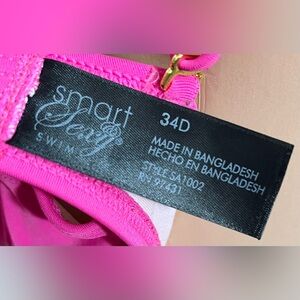 smart
Sexy®
SWIM
34D
MADE IN BANGLADESH
HECHO EN BANGLADESH
STYLE SA1002
RN 97431